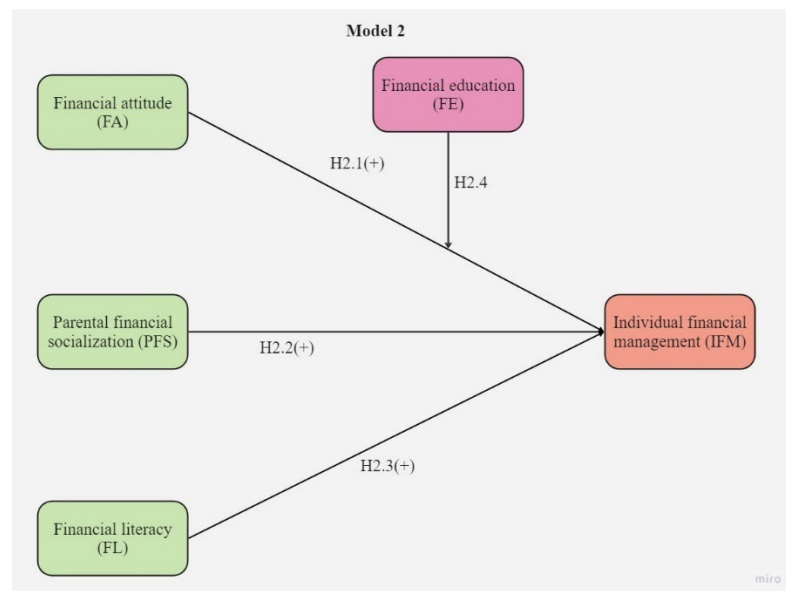 Model 2
Financial attitude
(FA)
Financial education
(FE)
H2.1(+)
H2.4
Parental financial
socialization (PFS)
H2.2(+)
Individual financial
management (IFM)
H2.3(+)
Financial literacy
(FL)
miro